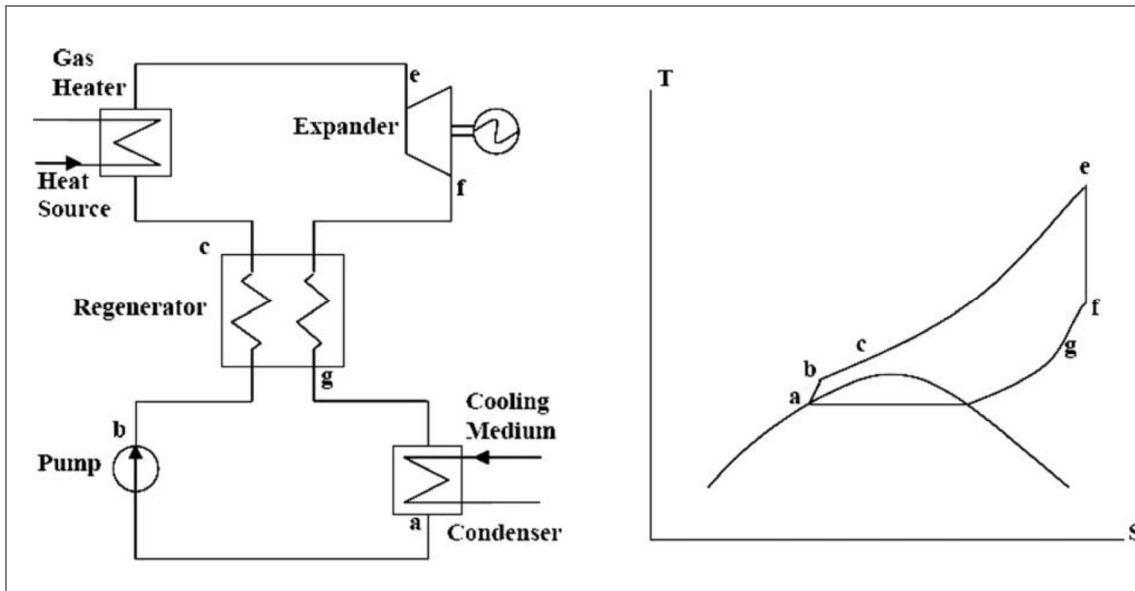 Gas
Heater
e
Expander
f
Heat
Source
c
Regenerator
g
b
Pump
Cooling
Medium
a
Condenser
T
e
f
g
c
b
a
S